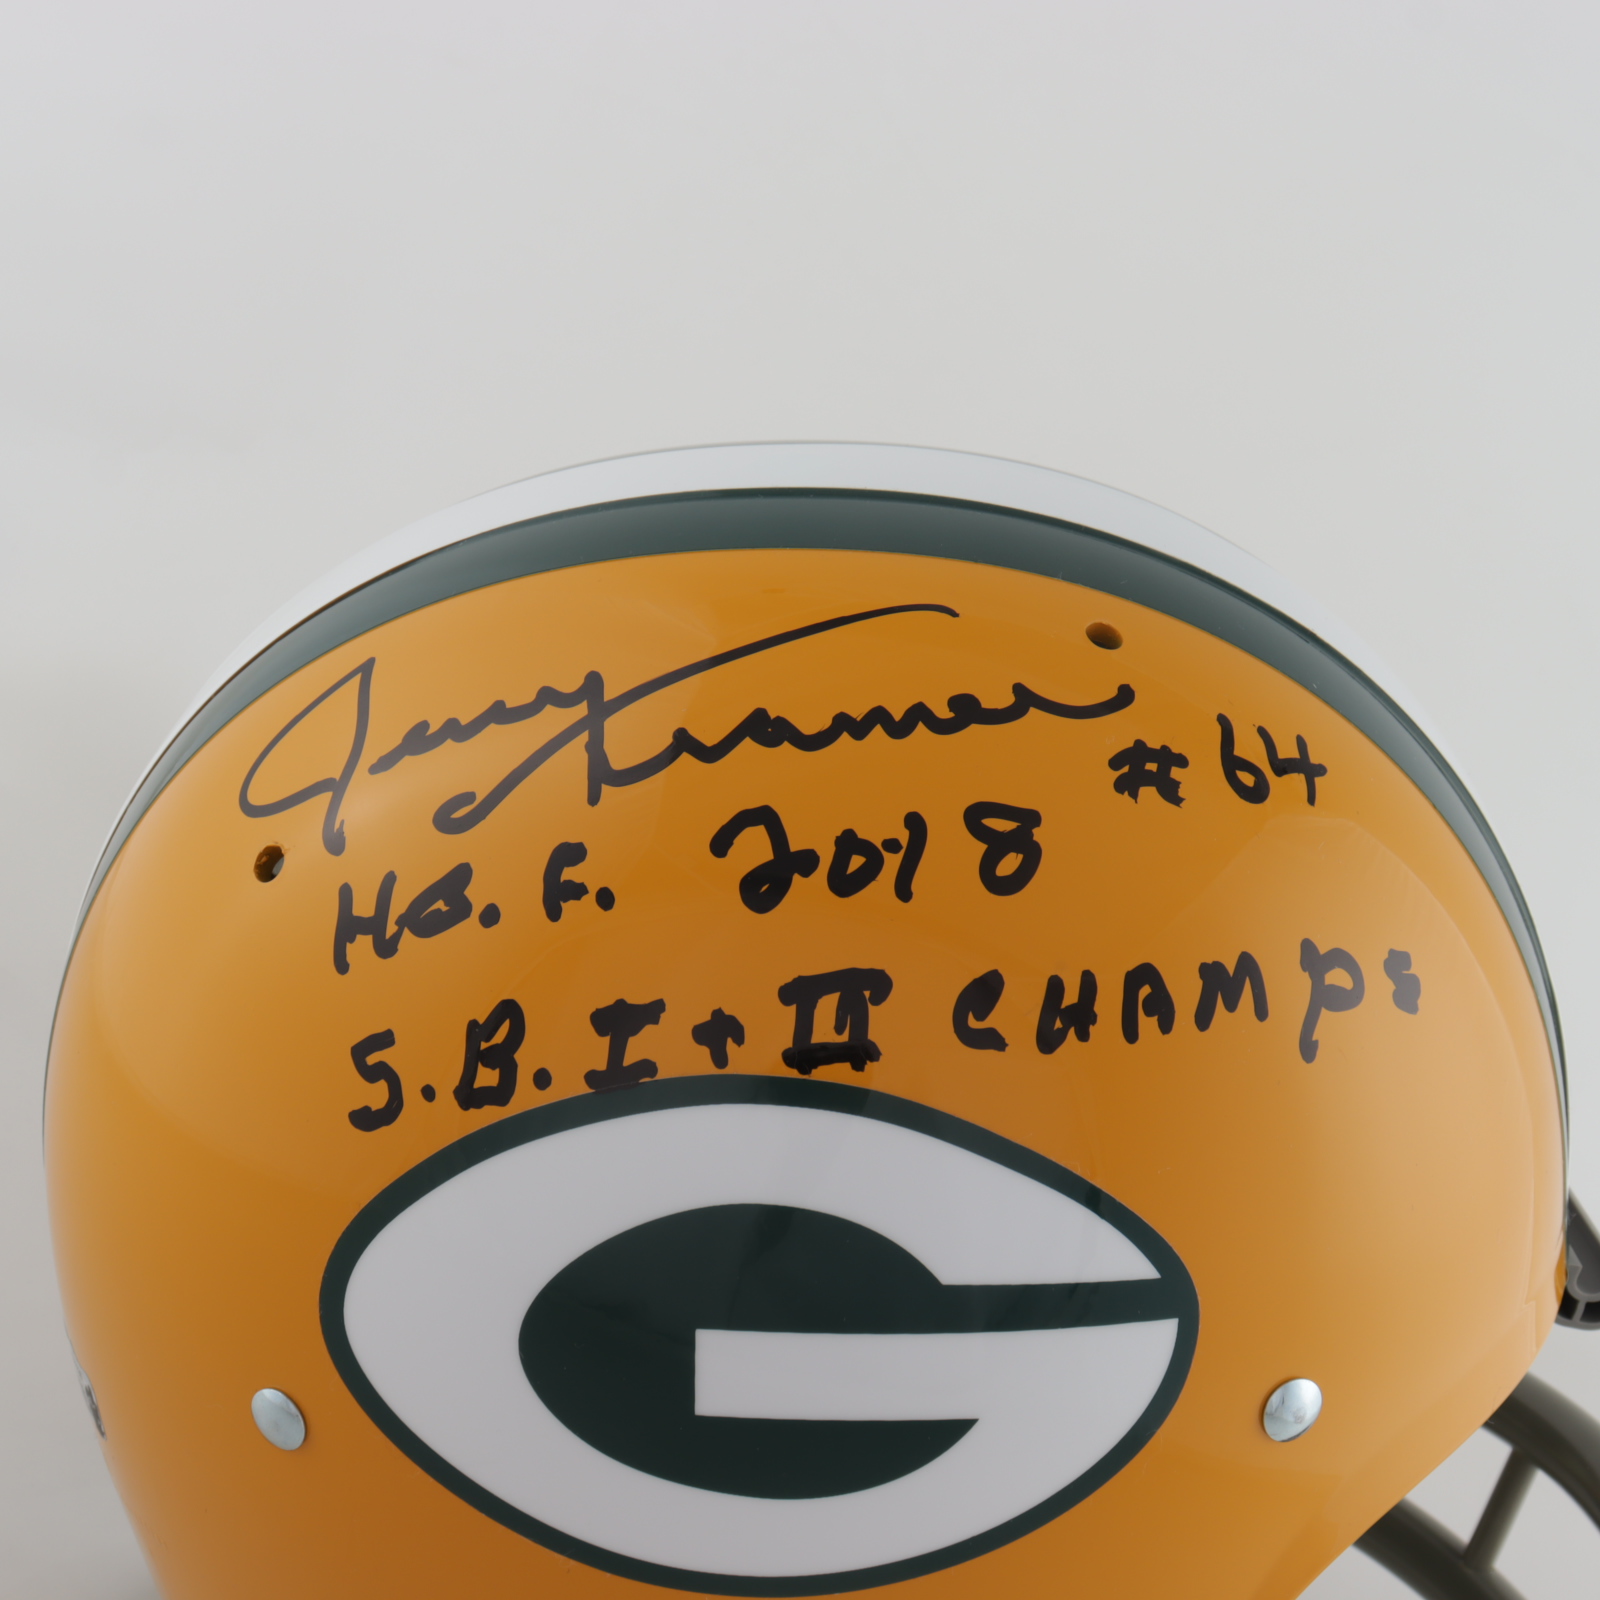 Jerry Kramer #64
H.O.F. 2018
S.B. I + II CHAMPS
G